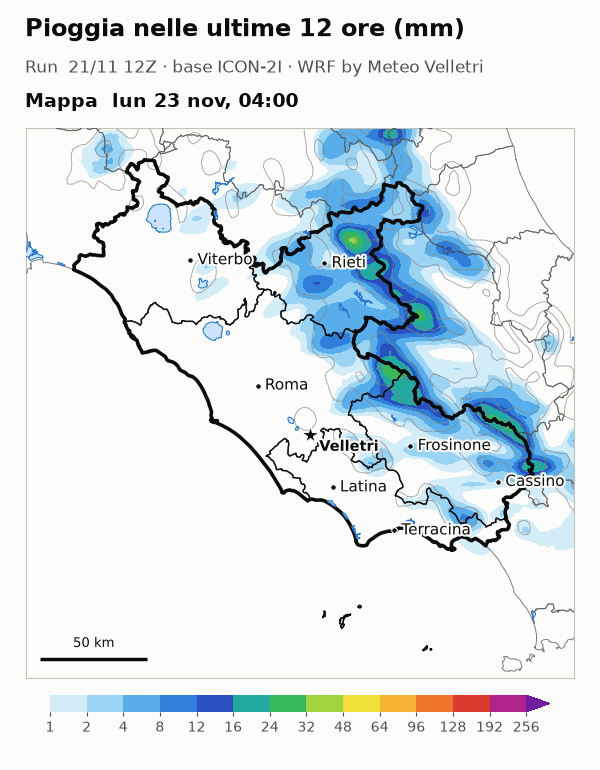 Pioggia nelle ultime 12 ore (mm)
Run  21/11 12Z · base ICON-2I · WRF by Meteo Velletri
Mappa  lun 23 nov, 04:00
Viterbo
Rieti
Roma
Velletri
Frosinone
Latina
Cassino
Terracina
50 km
1 2 4 8 12 16 24 32 48 64 96 128 192 256